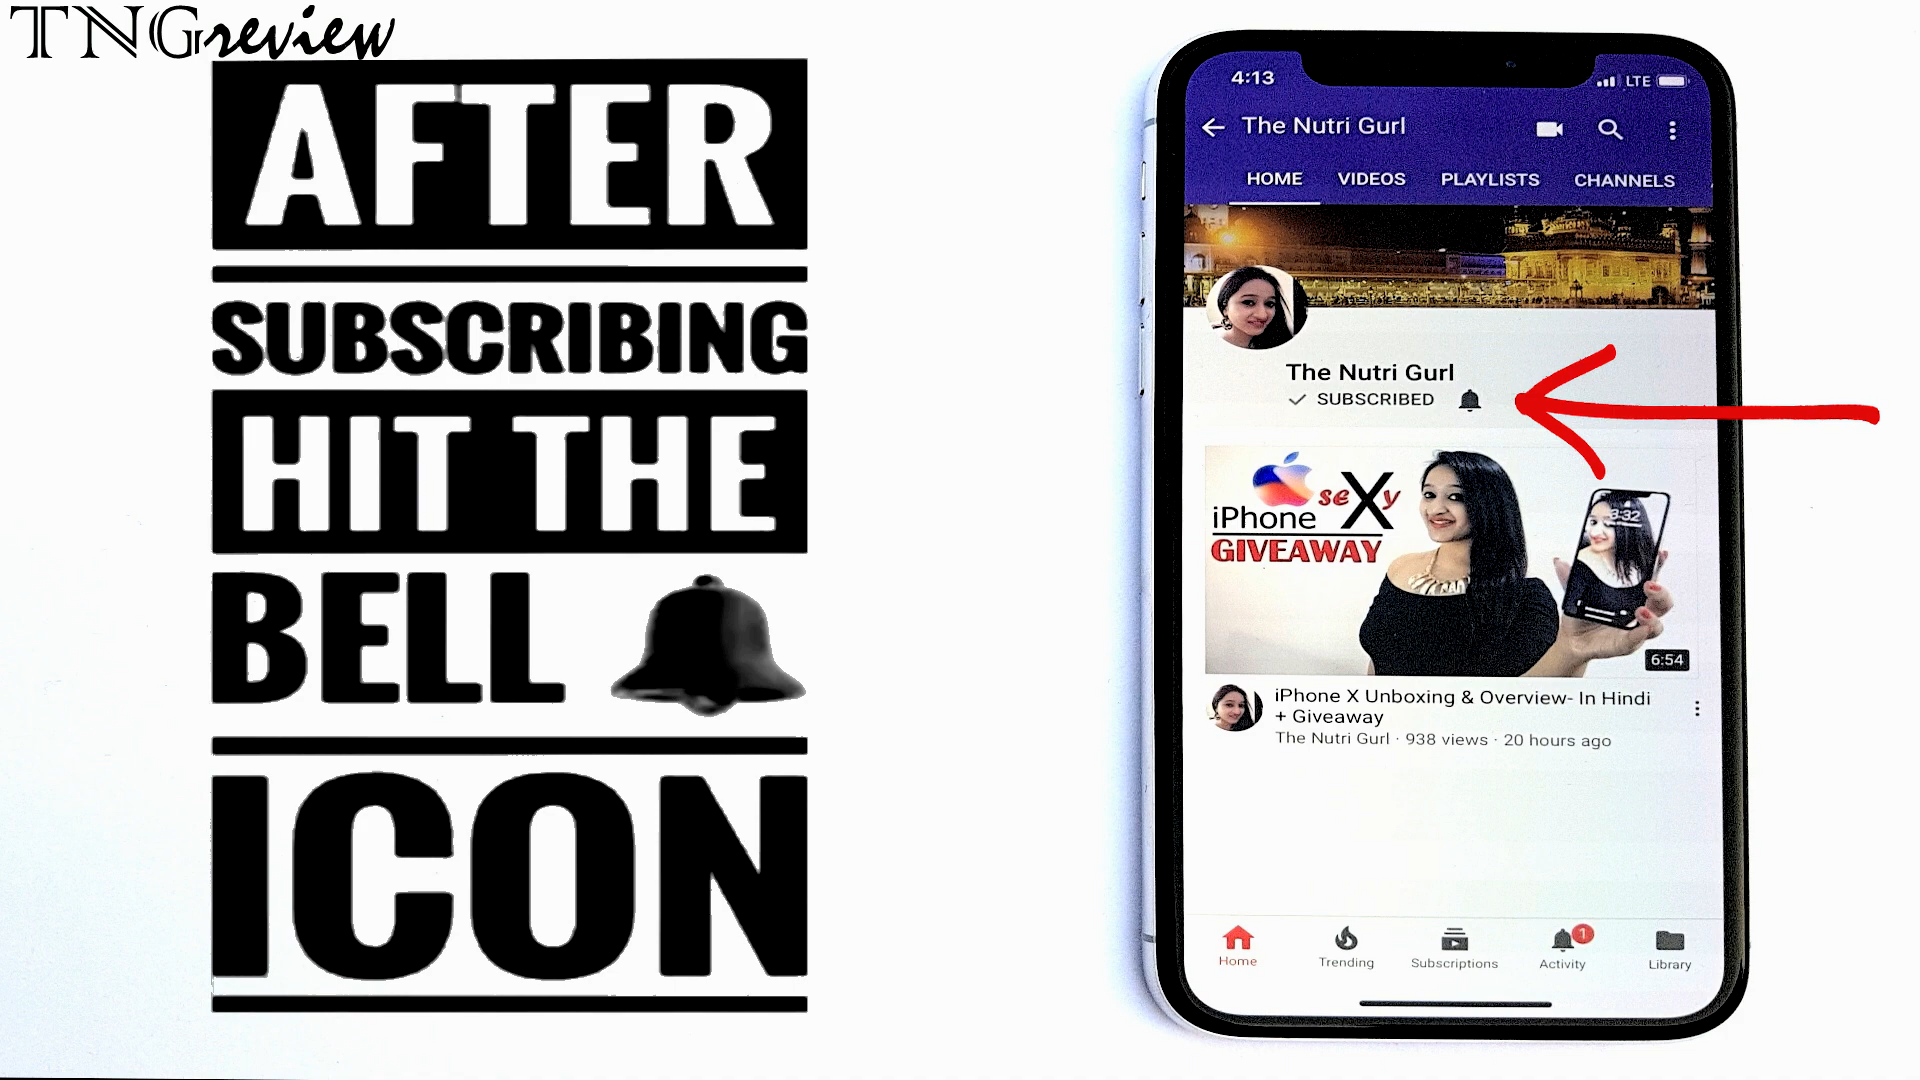 TNGreview
AFTER
SUBSCRIBING
HIT THE
BELL
ICON
4:13
LTE
The Nutri Gurl
HOME VIDEOS PLAYLISTS CHANNELS
The Nutri Gurl
SUBSCRIBED
seXy
iPhone
GIVEAWAY
3:32
6:54
iPhone X Unboxing & Overview- In Hindi
+ Giveaway
The Nutri Gurl · 938 views · 20 hours ago
1
Home Trending Subscriptions Activity Library